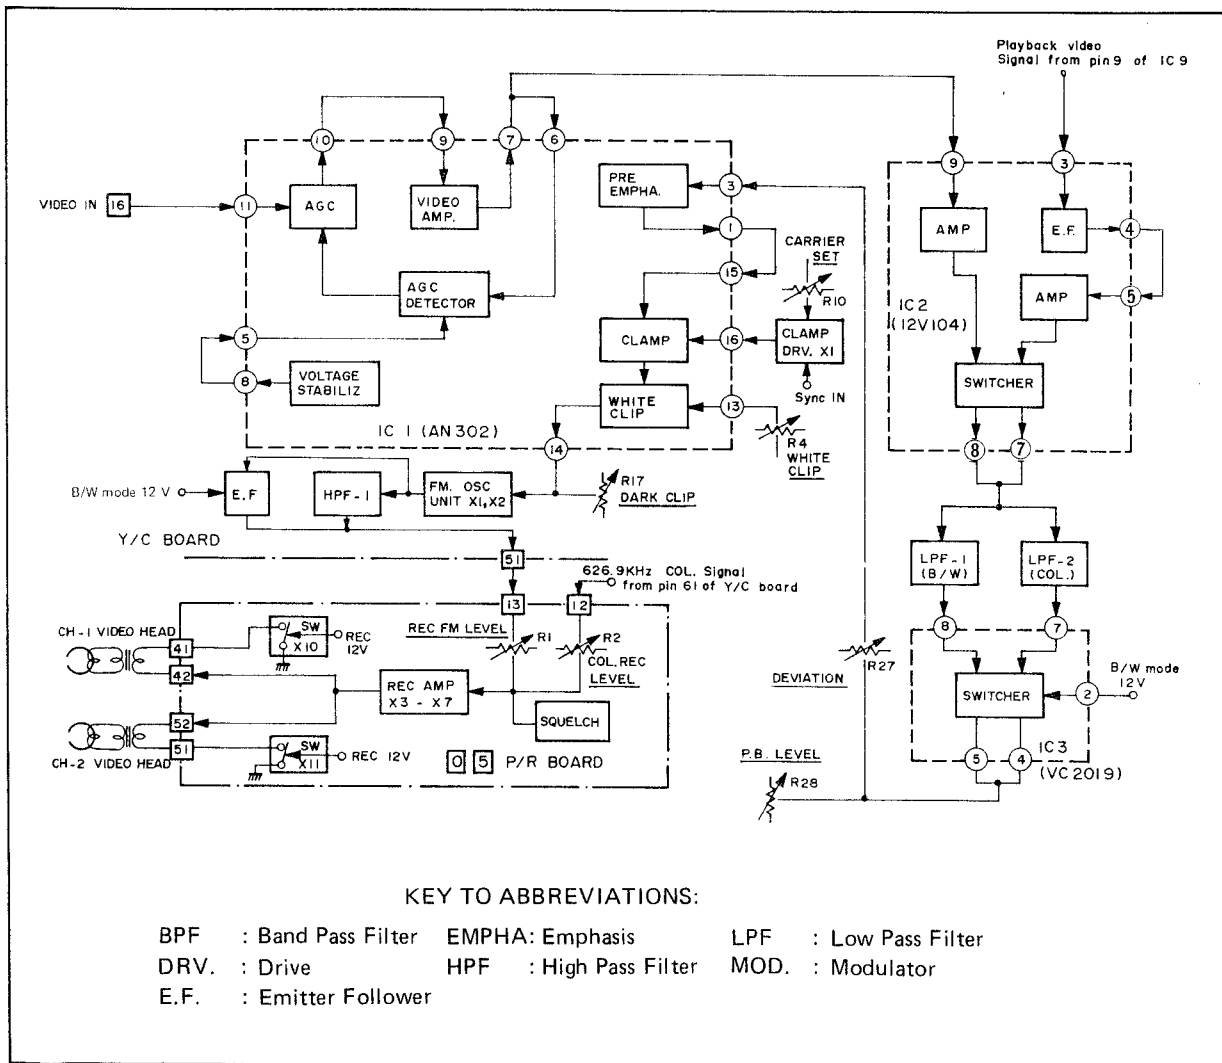 Playback video
Signal from pin 9 of IC 9
10
9
7
6
9
3
VIDEO IN 16
11
AGC
VIDEO
AMP.
PRE
EMPHA.
3
1
15
AMP
E.F.
4
AMP
5
CARRIER
SET
R10
AGC
DETECTOR
IC2
(12V104)
5
CLAMP
16
CLAMP
DRV. X1
8
VOLTAGE
STABILIZ
WHITE
CLIP
13
Sync IN
SWITCHER
IC 1 (AN302)
14
R4
WHITE
CLIP
8
7
B/W mode 12 V
E.F
HPF-1
FM. OSC
UNIT X1,X2
R17
DARK CLIP
Y/C BOARD
51
LPF-1
(B/W)
LPF-2
(COL.)
626.9KHz COL. Signal
from pin 61 of Y/C board
13
12
CH-1 VIDEO HEAD
41
42
SW
X10
REC
12V
REC FM LEVEL
R1
R2
COL. REC
LEVEL
8
7
R27
DEVIATION
B/W mode
12V
REC AMP
X3 - X7
SWITCHER
2
52
51
CH-2 VIDEO HEAD
SW
X11
REC 12V
SQUELCH
0 5 P/R BOARD
5
4
IC3
(VC2019)
P.B. LEVEL
R28
KEY TO ABBREVIATIONS:
BPF : Band Pass Filter EMPHA: Emphasis LPF : Low Pass Filter
DRV. : Drive HPF : High Pass Filter MOD. : Modulator
E.F. : Emitter Follower